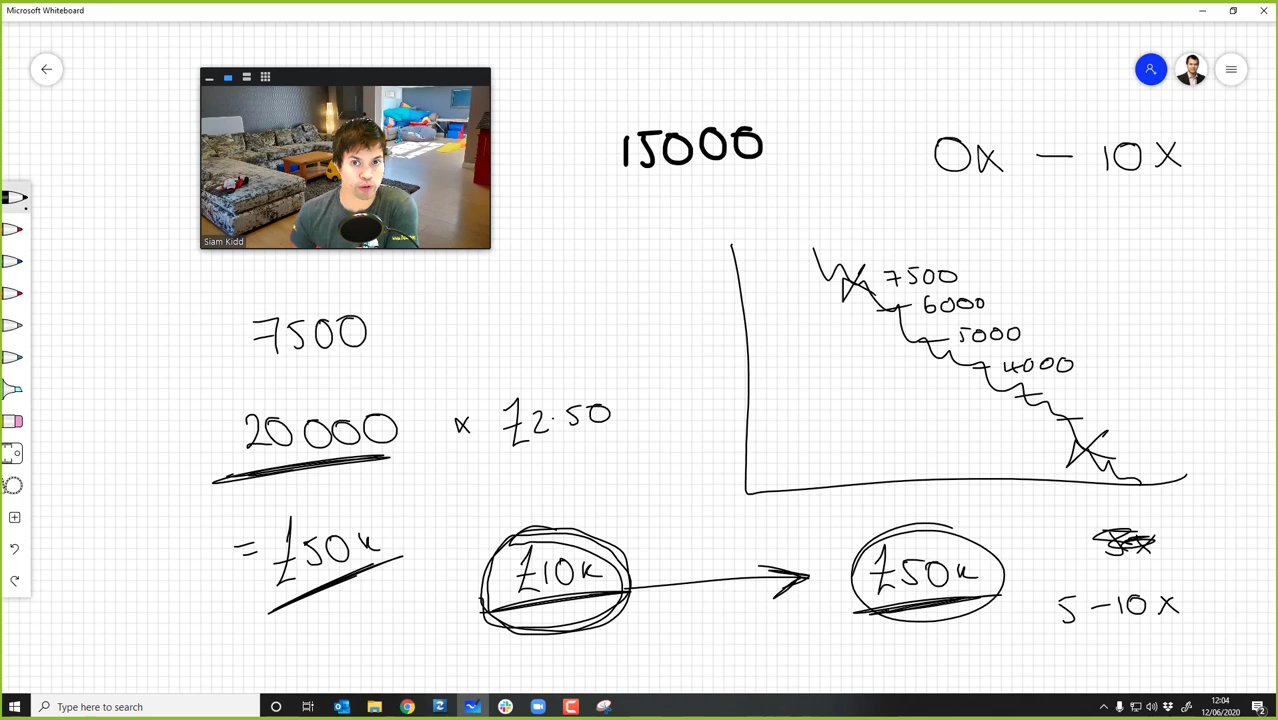 Microsoft Whiteboard
Siam Kidd
15000
0x – 10x
7500
6000
5000
4000
7500
20000 x £2.50
= £50k
£10k
£50k
5 – 10x
Type here to search
12:04
12/06/2020